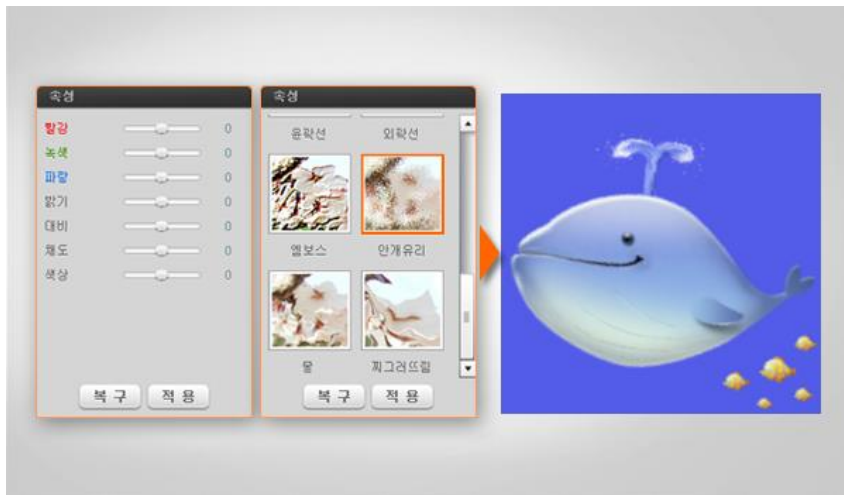 속성
빨강 0
녹색 0
파랑 0
밝기 0
대비 0
채도 0
색상 0
복구 적용
속성
윤곽선 외곽선
엠보스 안개유리
물 찌그러뜨림
복구 적용